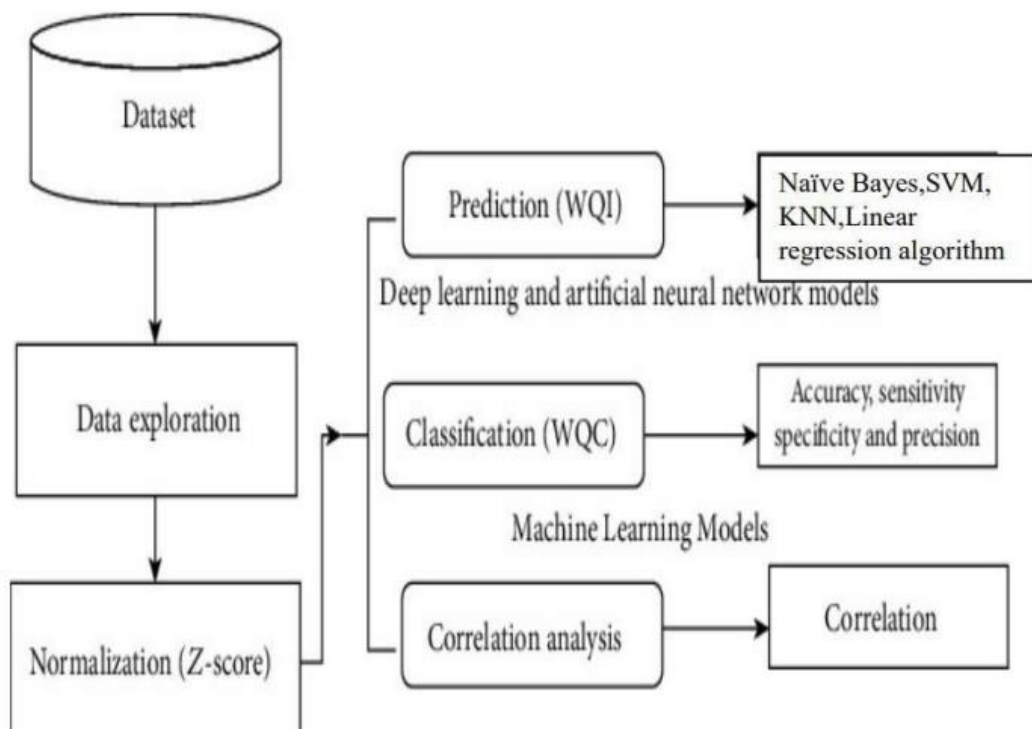 Dataset
Data exploration
Normalization (Z-score)
Prediction (WQI)
Naïve Bayes,SVM,
KNN,Linear
regression algorithm
Deep learning and artificial neural network models
Classification (WQC)
Accuracy, sensitivity
specificity and precision
Machine Learning Models
Correlation analysis
Correlation